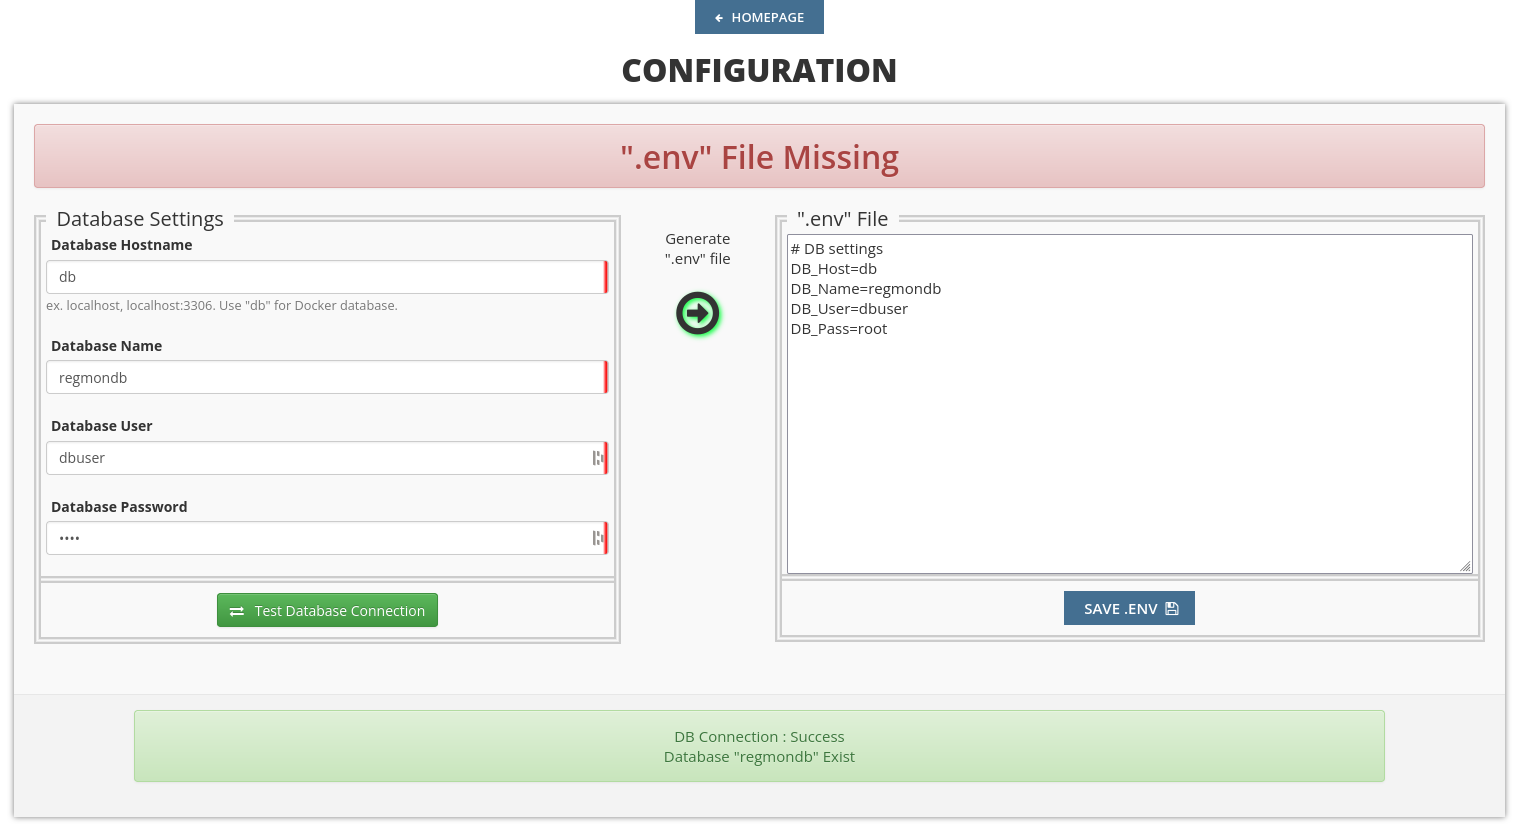 HOMEPAGE
CONFIGURATION
".env" File Missing
Database Settings
Database Hostname
db
ex. localhost, localhost:3306. Use "db" for Docker database.
Database Name
regmondb
Database User
dbuser
Database Password
••••
Test Database Connection
Generate
".env" file
".env" File
# DB settings
DB_Host=db
DB_Name=regmondb
DB_User=dbuser
DB_Pass=root
SAVE .ENV
DB Connection : Success
Database "regmondb" Exist